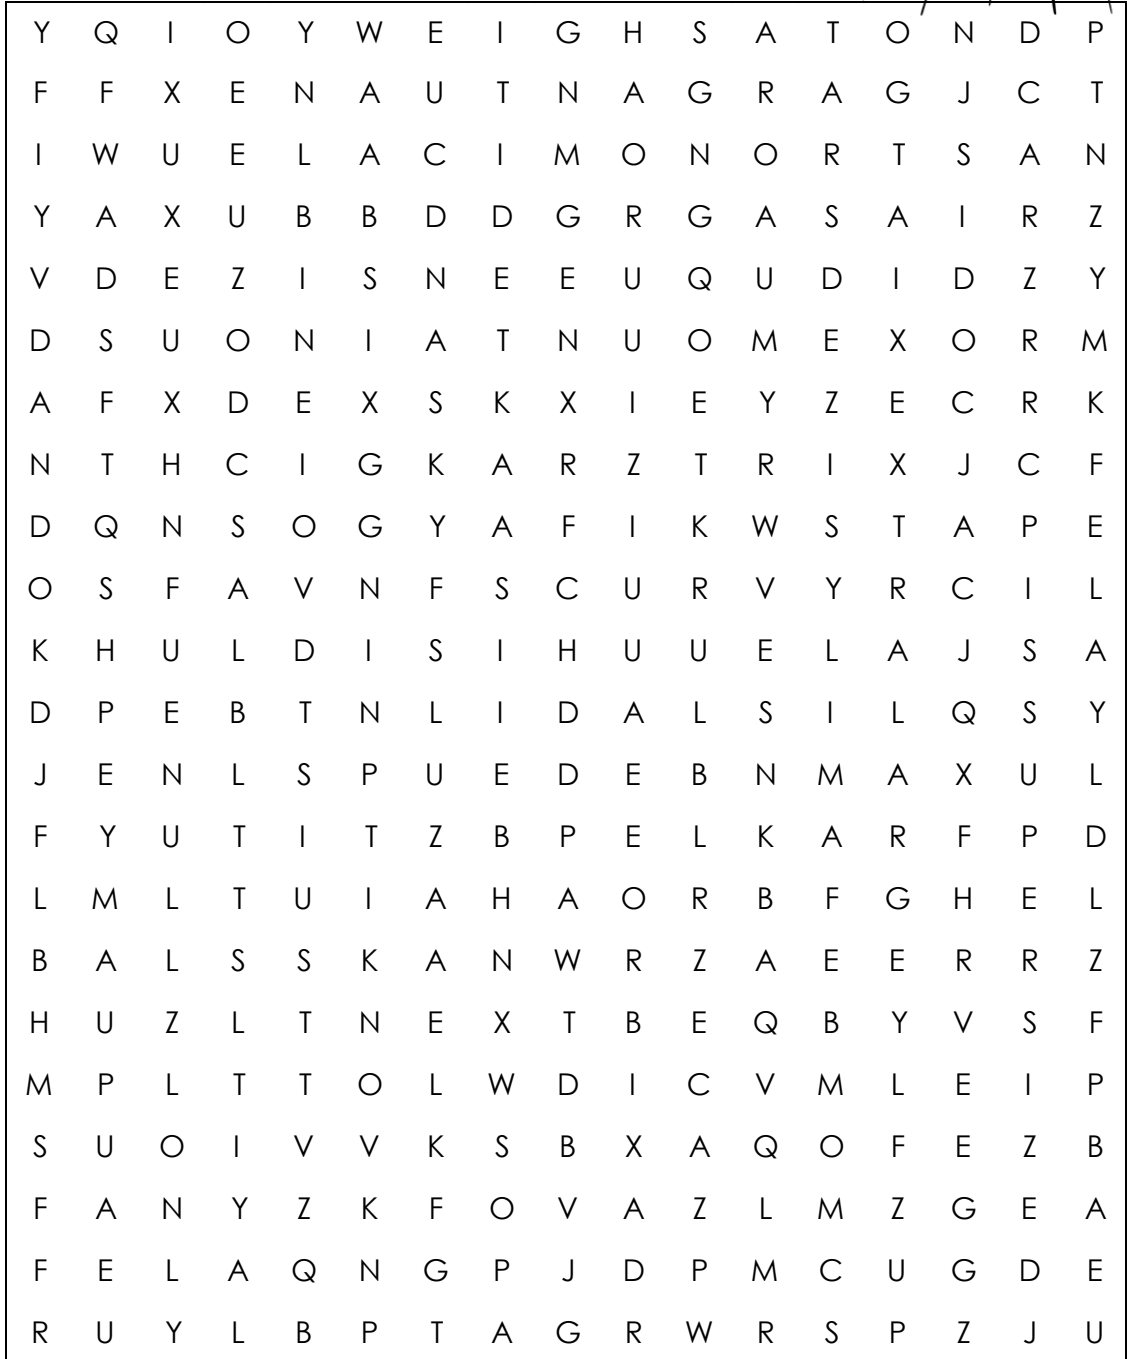 Y Q I O Y W E I G H S A T O N D P
F F X E N A U T N A G R A G J C T
I W U E L A C I M O N O R T S A N
Y A X U B B D D G R G A S A I R Z
V D E Z I S N E E U Q U D I D Z Y
D S U O N I A T N U O M E X O R M
A F X D E X S K X I E Y Z E C R K
N T H C I G K A R Z T R I X J C F
D Q N S O G Y A F I K W S T A P E
O S F A V N F S C U R V Y R C I L
K H U L D I S I H U U E L A J S A
D P E B T N L I D A L S I L Q S Y
J E N L S P U E D E B N M A X U L
F Y U T I T Z B P E L K A R F P D
L M L T U I A H A O R B F G H E L
B A L S S K A N W R Z A E E R R Z
H U Z L T N E X T B E Q B Y V S F
M P L T T O L W D I C V M L E I P
S U O I V V K S B X A Q O F E Z B
F A N Y Z K F O V A Z L M Z G E A
F E L A Q N G P J D P M C U G D E
R U Y L B P T A G R W R S P Z J U